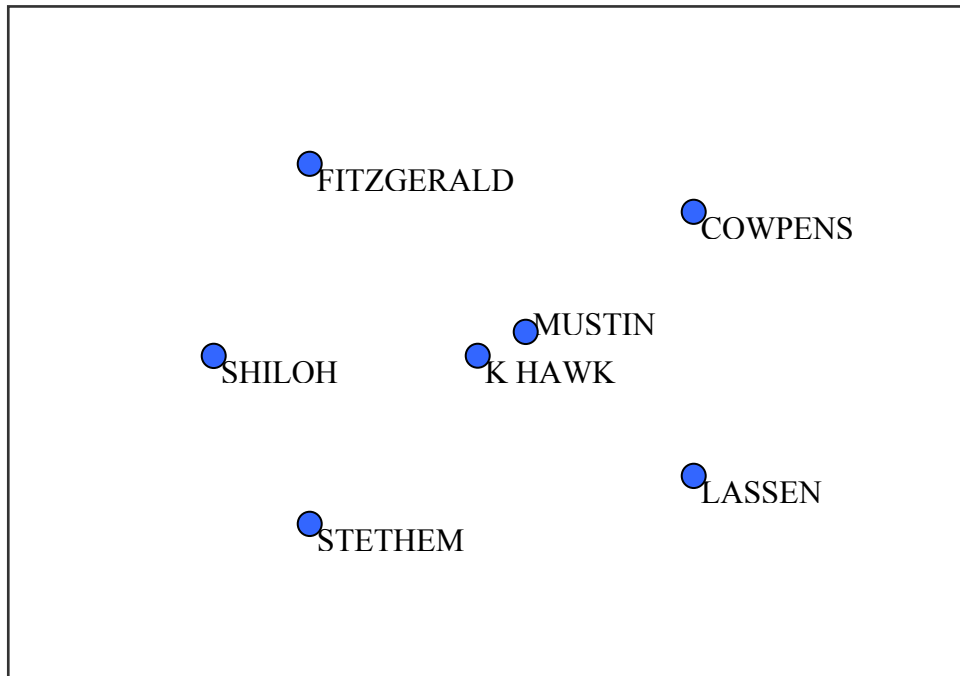 FITZGERALD
COWPENS
MUSTIN
SHILOH
K HAWK
LASSEN
STETHEM